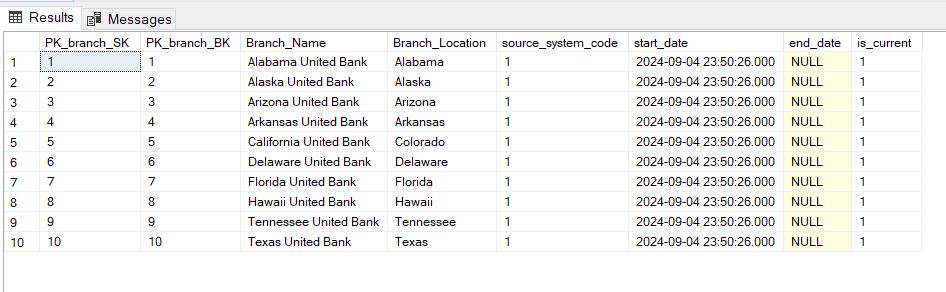 Results Messages
PK_branch_SK PK_branch_BK Branch_Name Branch_Location source_system_code start_date end_date is_current
1 1 1 Alabama United Bank Alabama 1 2024-09-04 23:50:26.000 NULL 1
2 2 2 Alaska United Bank Alaska 1 2024-09-04 23:50:26.000 NULL 1
3 3 3 Arizona United Bank Arizona 1 2024-09-04 23:50:26.000 NULL 1
4 4 4 Arkansas United Bank Arkansas 1 2024-09-04 23:50:26.000 NULL 1
5 5 5 California United Bank Colorado 1 2024-09-04 23:50:26.000 NULL 1
6 6 6 Delaware United Bank Delaware 1 2024-09-04 23:50:26.000 NULL 1
7 7 7 Florida United Bank Florida 1 2024-09-04 23:50:26.000 NULL 1
8 8 8 Hawaii United Bank Hawaii 1 2024-09-04 23:50:26.000 NULL 1
9 9 9 Tennessee United Bank Tennessee 1 2024-09-04 23:50:26.000 NULL 1
10 10 10 Texas United Bank Texas 1 2024-09-04 23:50:26.000 NULL 1